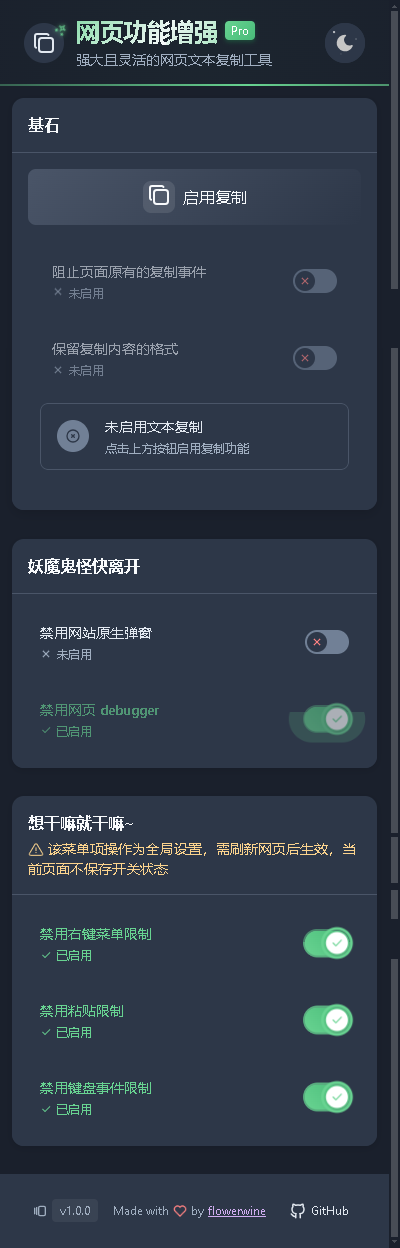 网页功能增强 Pro
强大且灵活的网页文本复制工具
基石
启用复制
阻止页面原有的复制事件
未启用
保留复制内容的格式
未启用
未启用文本复制
点击上方按钮启用复制功能
妖魔鬼怪快离开
禁用网站原生弹窗
未启用
禁用网页 debugger
已启用
想干嘛就干嘛~
该菜单项操作为全局设置，需刷新网页后生效，当
前页面不保存开关状态
禁用右键菜单限制
已启用
禁用粘贴限制
已启用
禁用键盘事件限制
已启用
v1.0.0 Made with by flowerwine GitHub